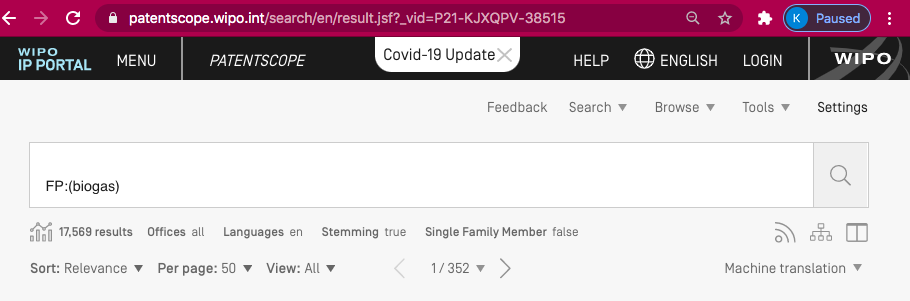 patentscope.wipo.int/search/en/result.jsf?_vid=P21-KJXQPV-38515 K Paused
WIPO
IP PORTAL MENU PATENTSCOPE Covid-19 Update HELP ENGLISH LOGIN WIPO
Feedback Search Browse Tools Settings
FP:(biogas)
17,569 results Offices all Languages en Stemming true Single Family Member false
Sort: Relevance Per page: 50 View: All 1 / 352 Machine translation